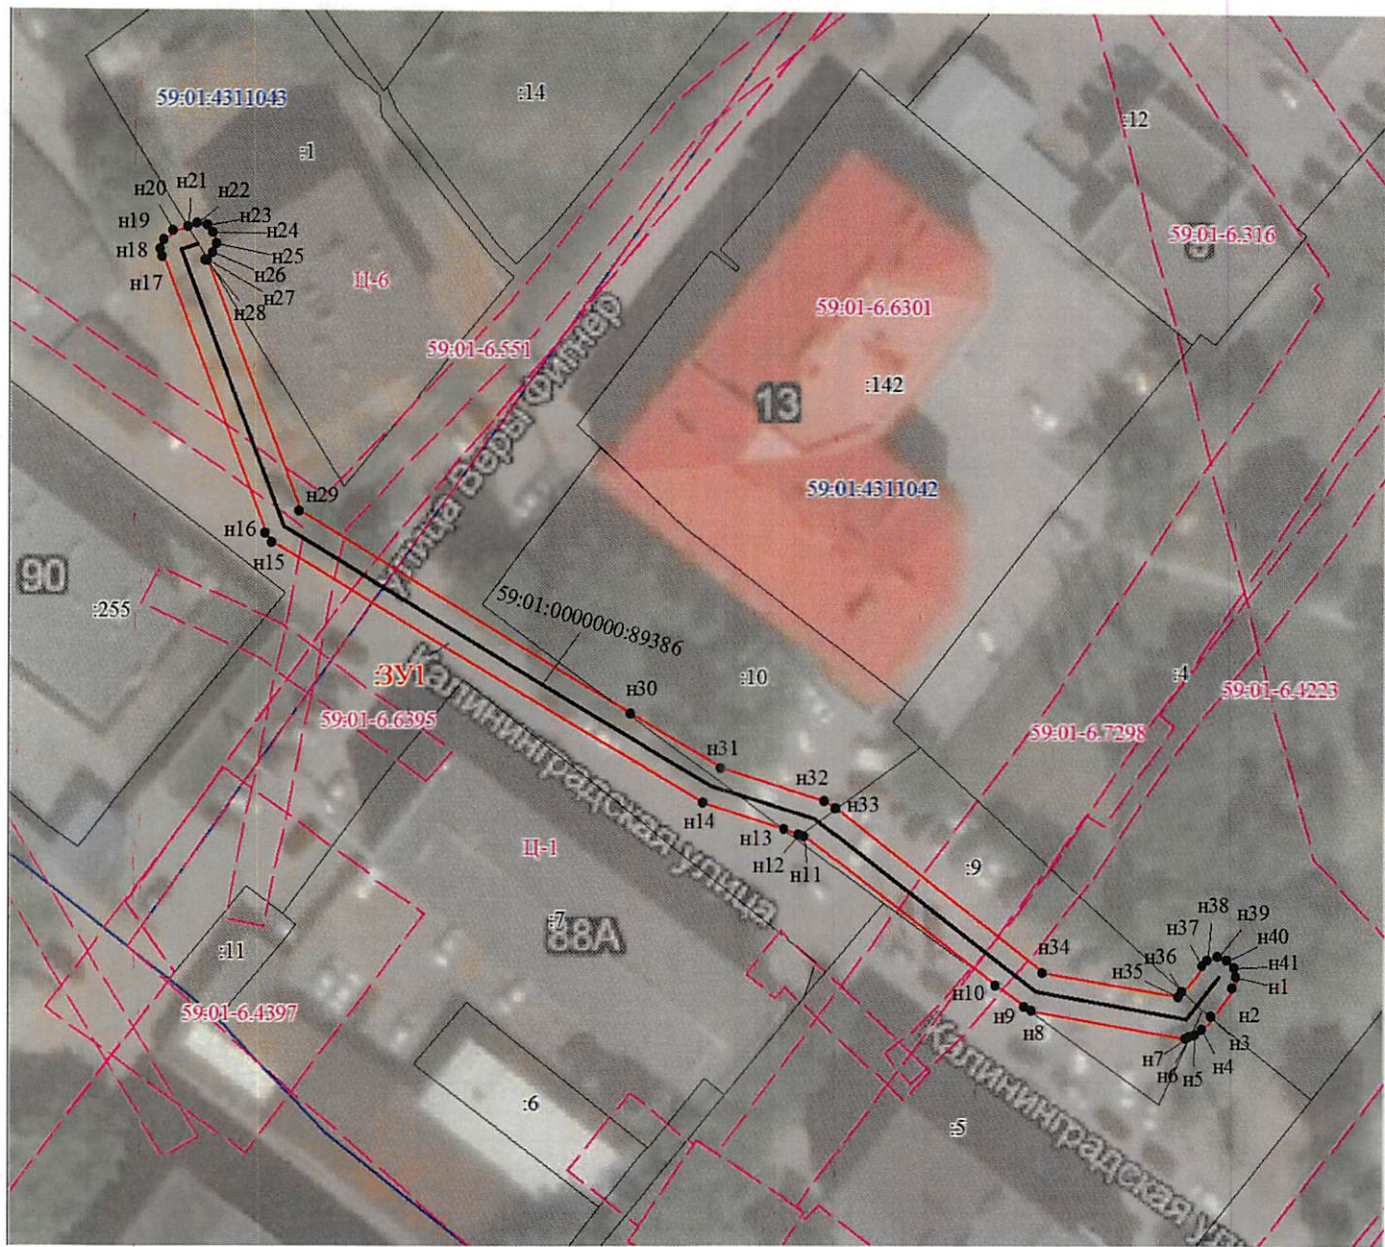 59:01:4311043
:14
:12
:1
н20
н21
н22
н19
н23
н24
н18
н25
н26
н17
н27
н28
Ц-6
59:01-6.316
9
59:01-6.551
59:01-6.6301
:142
13
59:01:4311042
улица Веры Фигнер
н29
н16
н15
90
:255
59:01:0000000:89386
:ЗУ1
:10
:4
59:01-6.4223
59:01-6.6395
59:01-6.7298
Калининградская улица
н30
н31
н32
н33
н14
н13
н12
н11
Ц-1
:7
88А
:9
:11
н34
н35
н36
н37
н38
н39
н40
н41
н1
н2
н3
н4
н5
н6
н7
н8
н9
н10
59:01-6.4397
:6
:5
Калининградская ули